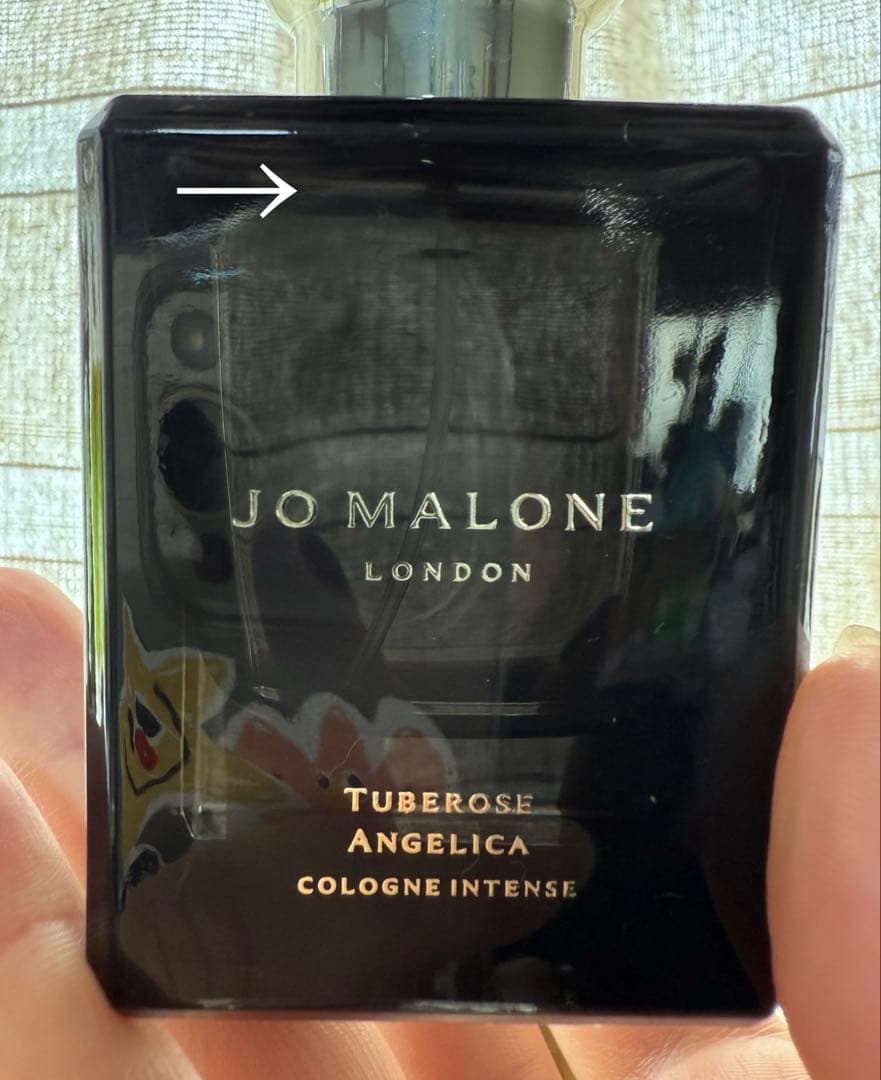 JO MALONE
LONDON
TUBEROSE
ANGELICA
COLOGNE INTENSE